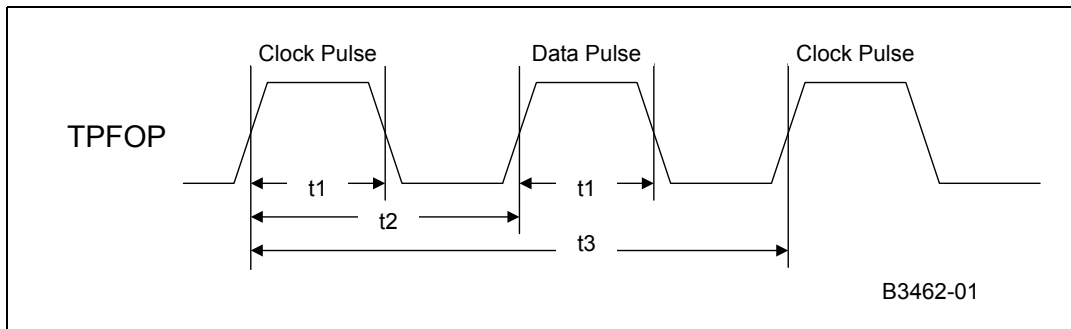 Clock Pulse Data Pulse Clock Pulse
TPFOP
t1 t1
t2
t3
B3462-01